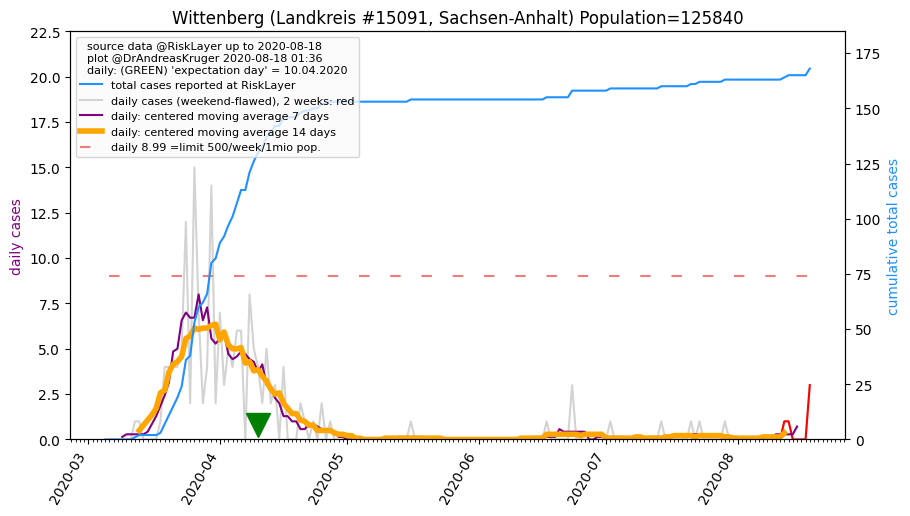 Wittenberg (Landkreis #15091, Sachsen-Anhalt) Population=125840
source data @RiskLayer up to 2020-08-18
plot @DrAndreasKruger 2020-08-18 01:36
daily: (GREEN) 'expectation day' = 10.04.2020
total cases reported at RiskLayer
daily cases (weekend-flawed), 2 weeks: red
daily: centered moving average 7 days
daily: centered moving average 14 days
daily 8.99 =limit 500/week/1mio pop.
daily cases
22.5
20.0
17.5
15.0
12.5
10.0
7.5
5.0
2.5
0.0
175
150
125
100
75
50
25
0
cumulative total cases
2020-03
2020-04
2020-05
2020-06
2020-07
2020-08